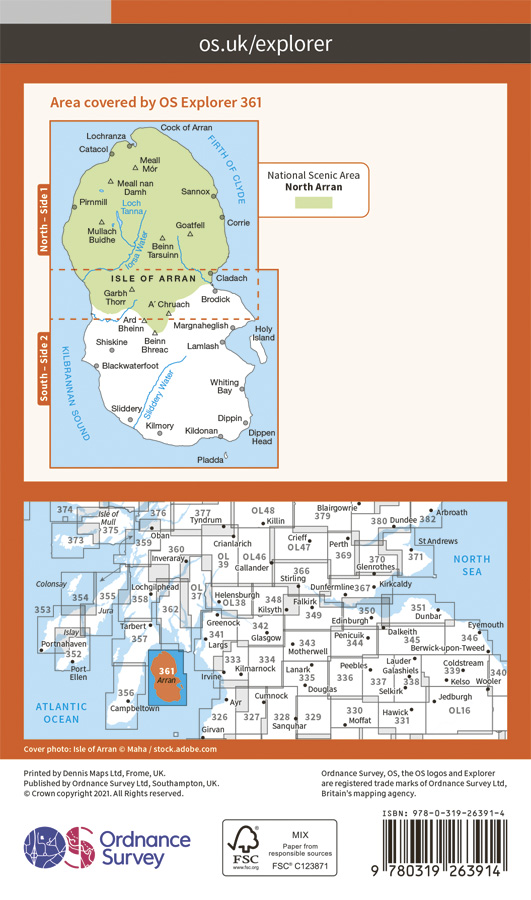 os.uk/explorer
Area covered by OS Explorer 361
North – Side 1
South – Side 2
Cock of Arran
Lochranza
Catacol
FIRTH OF CLYDE
Meall
Mór
Meall nan
Damh
Sannox
Pirnmill
Loch
Tanna
Corrie
Goatfell
Mullach
Buidhe
Iorsa Water
Beinn
Tarsuinn
ISLE OF ARRAN
Cladach
Garbh
Thorr
Brodick
A' Chruach
Ard
Bheinn
Margnaheglish
Holy
Island
Beinn
Bhreac
Shiskine
Lamlash
Blackwaterfoot
KILBRANNAN SOUND
Sliddery Water
Whiting
Bay
Sliddery
Dippin
Kilmory
Kildonan
Dippen
Head
Pladda
National Scenic Area
North Arran
374
Isle of
Mull
375
376
377
Tyndrum
OL48
Killin
Blairgowrie
379
380
Dundee
382
Arbroath
373
359
Oban
360
Inveraray
Crianlarich
OL
39
OL46
Callander
Crieff
OL47
Perth
369
370
Glenrothes
371
St Andrews
NORTH
SEA
Colonsay
353
354
355
Jura
Lochgilphead
358
362
OL
37
Helensburgh
OL38
348
Kilsyth
366
Stirling
Falkirk
349
Dunfermline
367
Kirkcaldy
350
Edinburgh
351
Dunbar
Eyemouth
Islay
Portnahaven
352
Port
Ellen
Tarbert
357
Greenock
341
Largs
342
Glasgow
343
Motherwell
Penicuik
344
Dalkeith
345
346
Berwick-upon-Tweed
361
Arran
333
Irvine
Kilmarnock
334
Lanark
335
Douglas
Peebles
336
337
Lauder
Galashiels
338
Selkirk
Coldstream
339
Kelso
Wooler
340
356
Campbeltown
ATLANTIC
OCEAN
Ayr
326
Girvan
327
Cumnock
328
Sanquhar
329
330
Moffat
Hawick
331
Jedburgh
OL16
Cover photo: Isle of Arran © Maha / stock.adobe.com
Printed by Dennis Maps Ltd, Frome, UK.
Published by Ordnance Survey Ltd, Southampton, UK.
© Crown copyright 2021. All Rights reserved.
Ordnance Survey, OS, the OS logos and Explorer
are registered trade marks of Ordnance Survey Ltd,
Britain's mapping agency.
OS
Ordnance
Survey
FSC
www.fsc.org
MIX
Paper from
responsible sources
FSC® C123871
ISBN: 978-0-319-26391-4
9 780319 263914